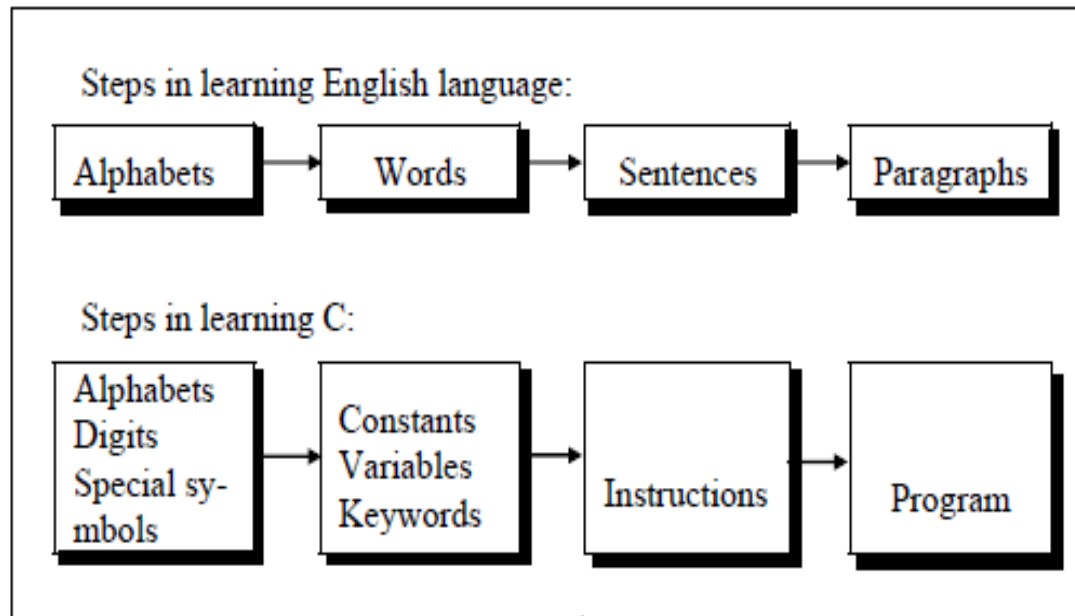 Steps in learning English language:
Alphabets
Words
Sentences
Paragraphs
Steps in learning C:
Alphabets
Digits
Special sy-
mbols
Constants
Variables
Keywords
Instructions
Program